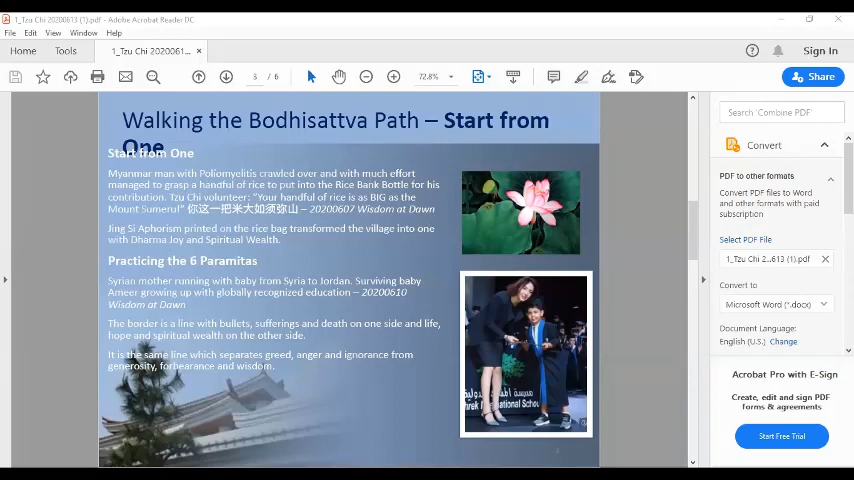 1_Tzu Chi 20200613 (1).pdf - Adobe Acrobat Reader DC
File Edit View Window Help
Home Tools 1_Tzu Chi 2020061... × Sign In
3 / 6 72.8% Share
Walking the Bodhisattva Path – Start from
One
Start from One
Myanmar man with Poliomyelitis crawled over and with much effort
managed to grasp a handful of rice to put into the Rice Bank Bottle for his
contribution. Tzu Chi volunteer: “Your handful of rice is as BIG as the
Mount Sumeru!” 你这一把米大如须弥山 – 20200607 Wisdom at Dawn
Jing Si Aphorism printed on the rice bag transformed the village into one
with Dharma Joy and Spiritual Wealth.
Practicing the 6 Paramitas
Syrian mother running with baby from Syria to Jordan. Surviving baby
Ameer growing up with globally recognized education – 20200610
Wisdom at Dawn
The border is a line with bullets, sufferings and death on one side and life,
hope and spiritual wealth on the other side.
It is the same line which separates greed, anger and ignorance from
generosity, forbearance and wisdom.
International School
Search 'Combine PDF'
Convert
PDF to other formats
Convert PDF files to Word
and other formats with paid
subscription
Select PDF File
1_Tzu Chi 2...613 (1).pdf
Convert to
Microsoft Word (*.docx)
Document Language:
English (U.S.) Change
Acrobat Pro with E-Sign
Create, edit and sign PDF
forms & agreements
Start Free Trial